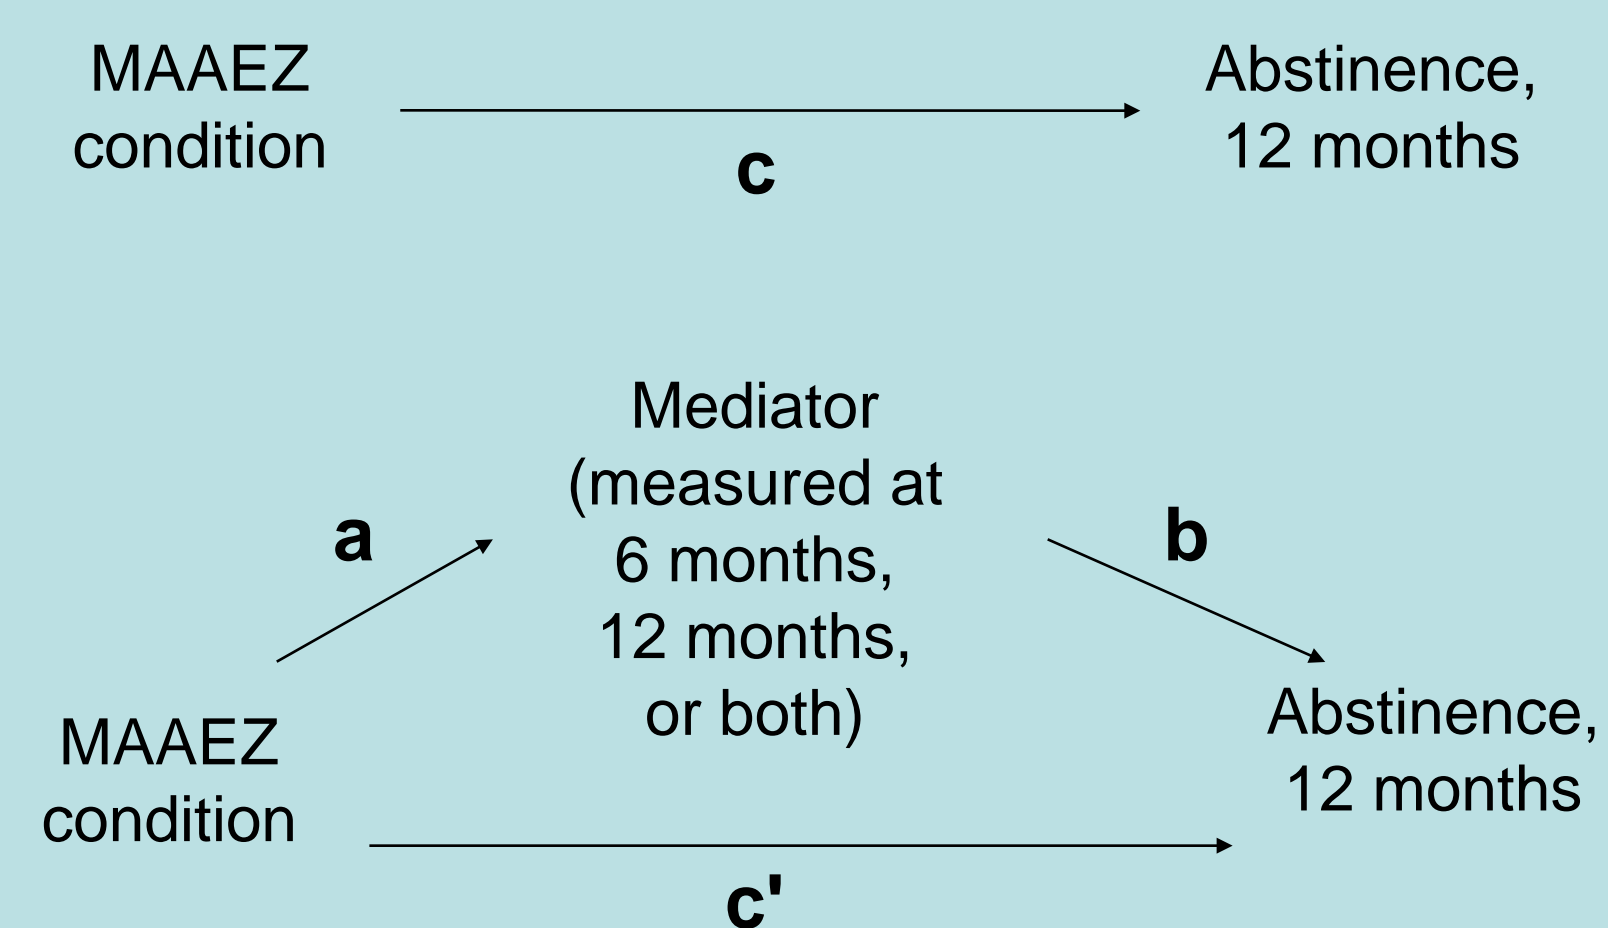 MAAEZ
condition
c
Abstinence,
12 months
Mediator
(measured at
6 months,
12 months,
or both)
a
b
MAAEZ
condition
Abstinence,
12 months
c'